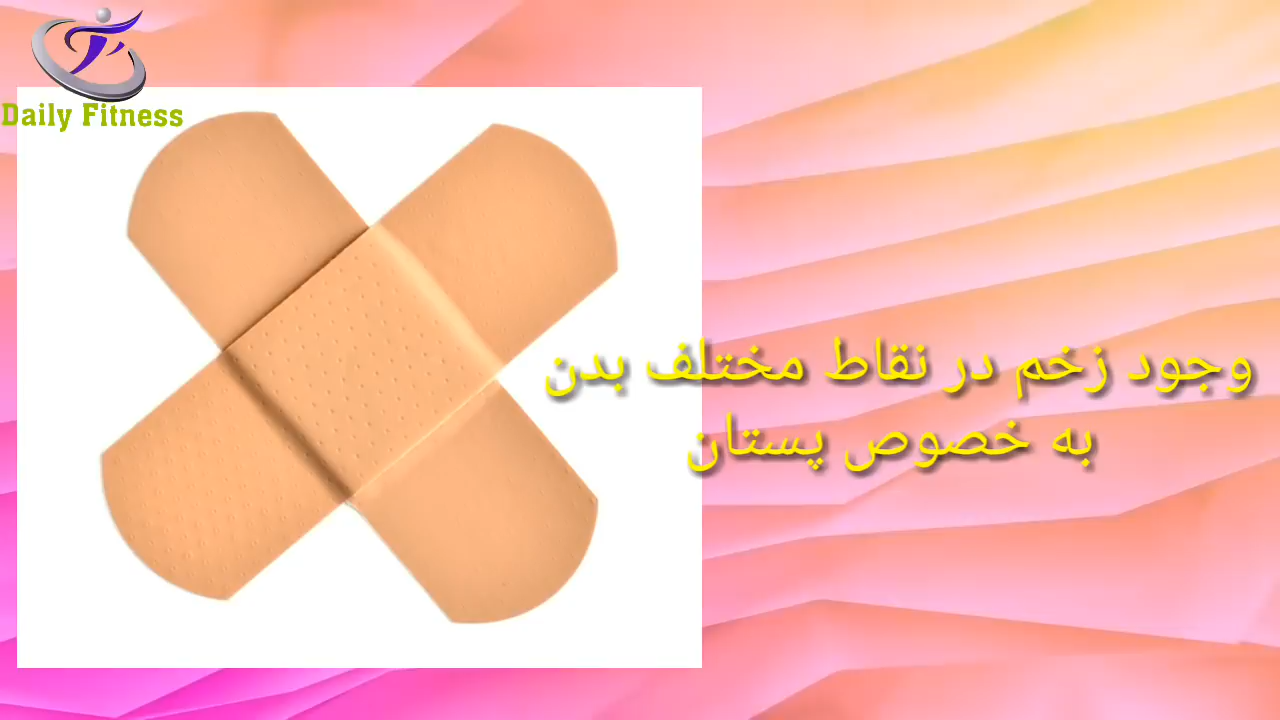 Daily Fitness
وجود زخم در نقاط مختلف بدن
به خصوص پستان